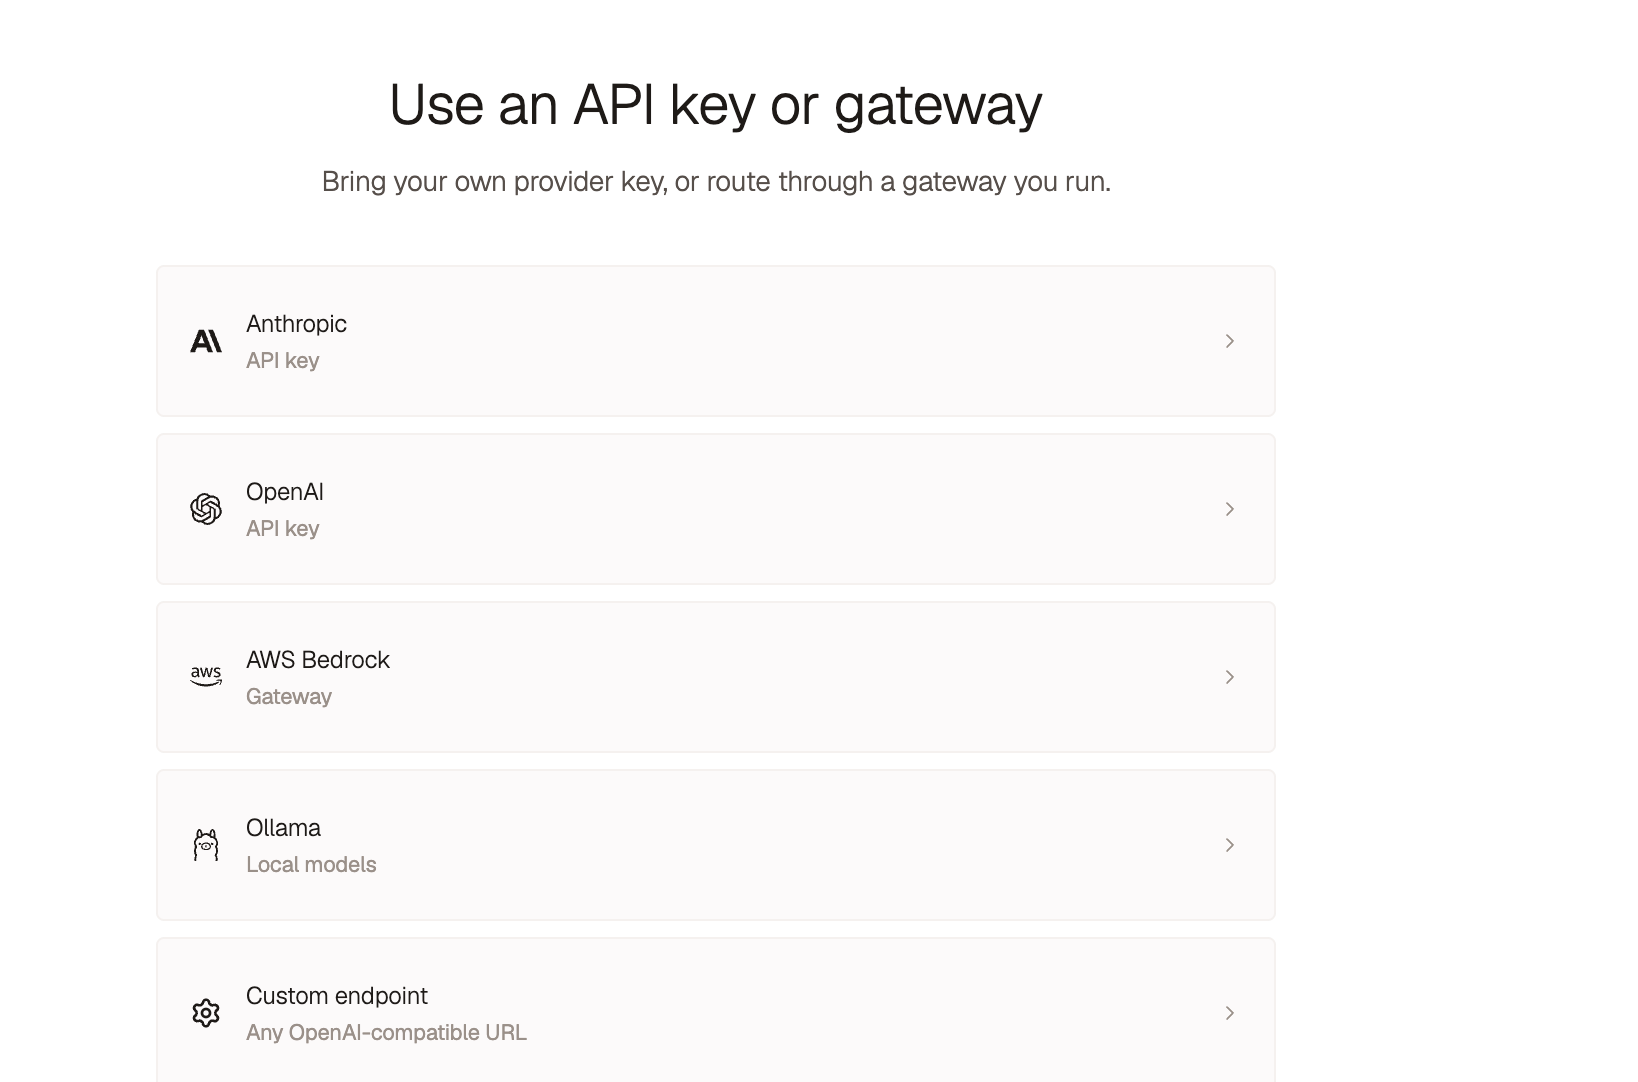 Use an API key or gateway
Bring your own provider key, or route through a gateway you run.
Anthropic
API key
OpenAI
API key
aws
AWS Bedrock
Gateway
Ollama
Local models
Custom endpoint
Any OpenAI-compatible URL